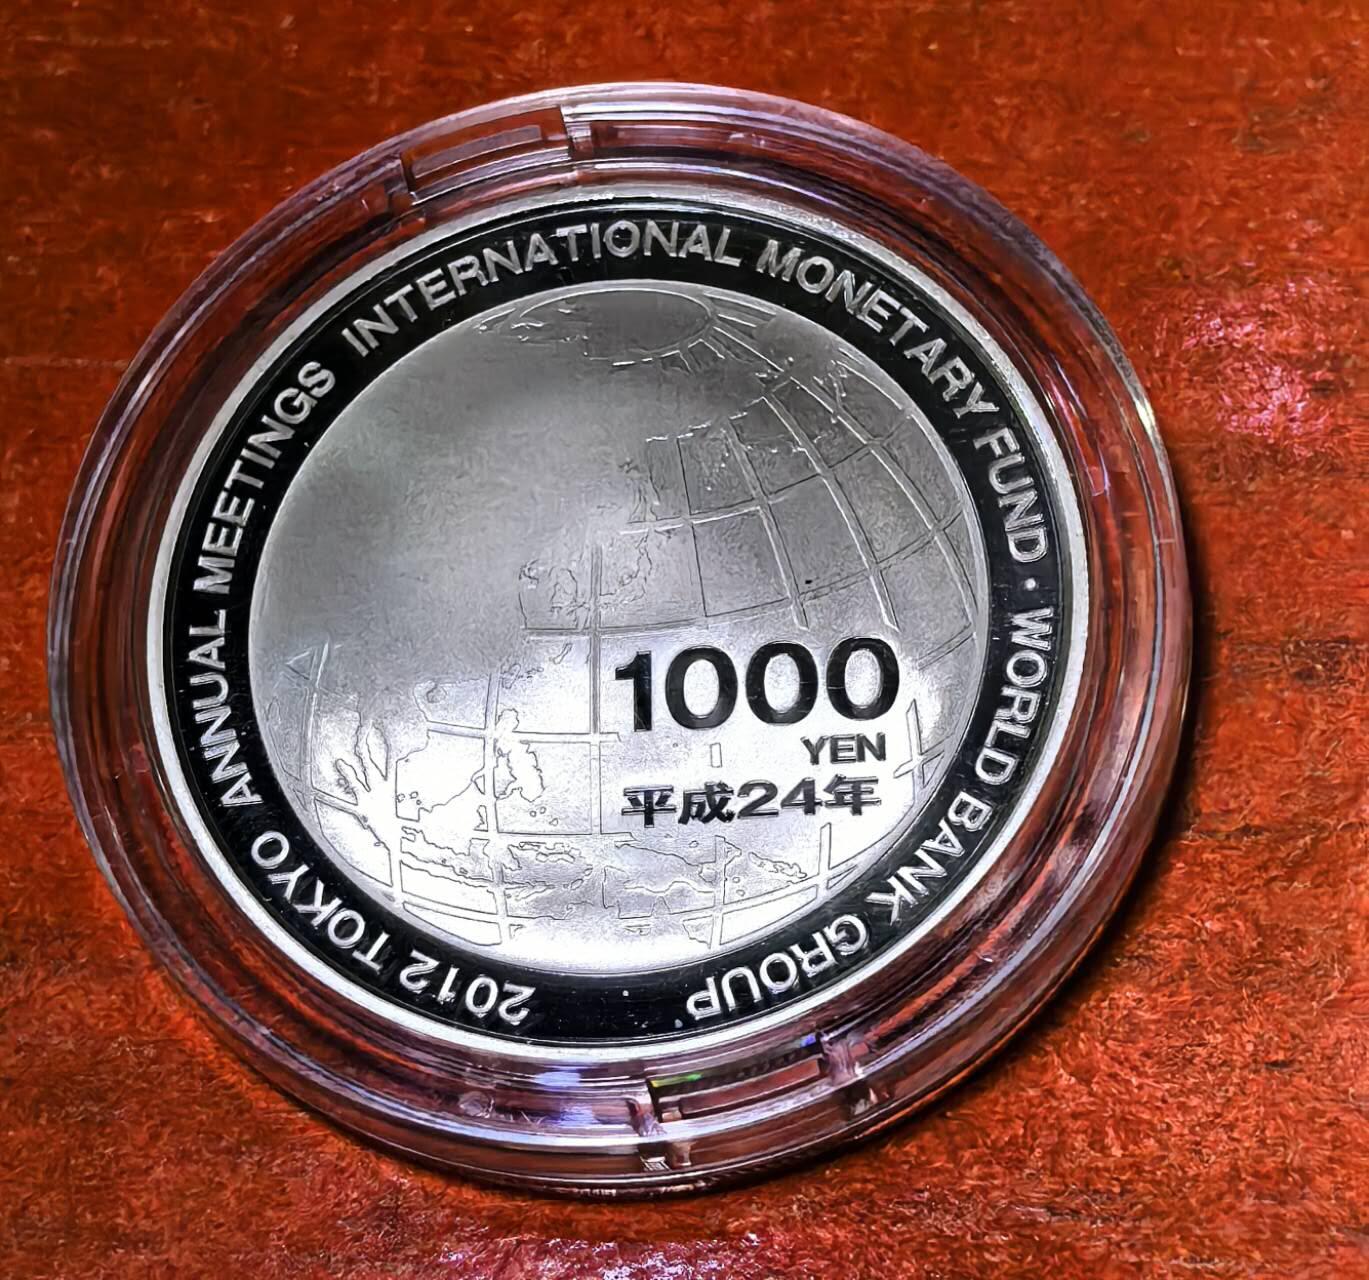 2012 TOKYO ANNUAL MEETINGS INTERNATIONAL MONETARY FUND · WORLD BANK GROUP
1000
YEN
平成24年